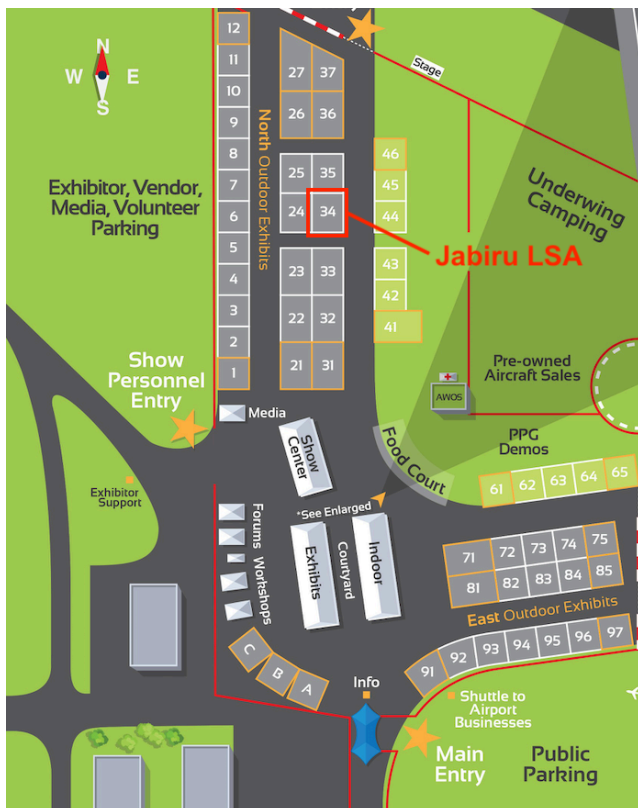 12
11
10
9
8
7
6
5
4
3
2
1
N
W E
S
27 37
26 36
25 35
24 34
23 33
22 32
21 31
North Outdoor Exhibits
46
45
44
43
42
41
Stage
Underwing
Camping
Jabiru LSA
Exhibitor, Vendor,
Media, Volunteer
Parking
Show
Personnel
Entry
Media
Show
Center
Pre-owned
Aircraft Sales
AWOS
PPG
Demos
Food Court
61 62 63 64 65
Exhibitor
Support
*See Enlarged
Forums
Workshops
Exhibits
Courtyard
Indoor
71 72 73 74 75
81 82 83 84 85
East Outdoor Exhibits
91 92 93 94 95 96 97
C
B
A
Info
Shuttle to
Airport
Businesses
Main
Entry
Public
Parking